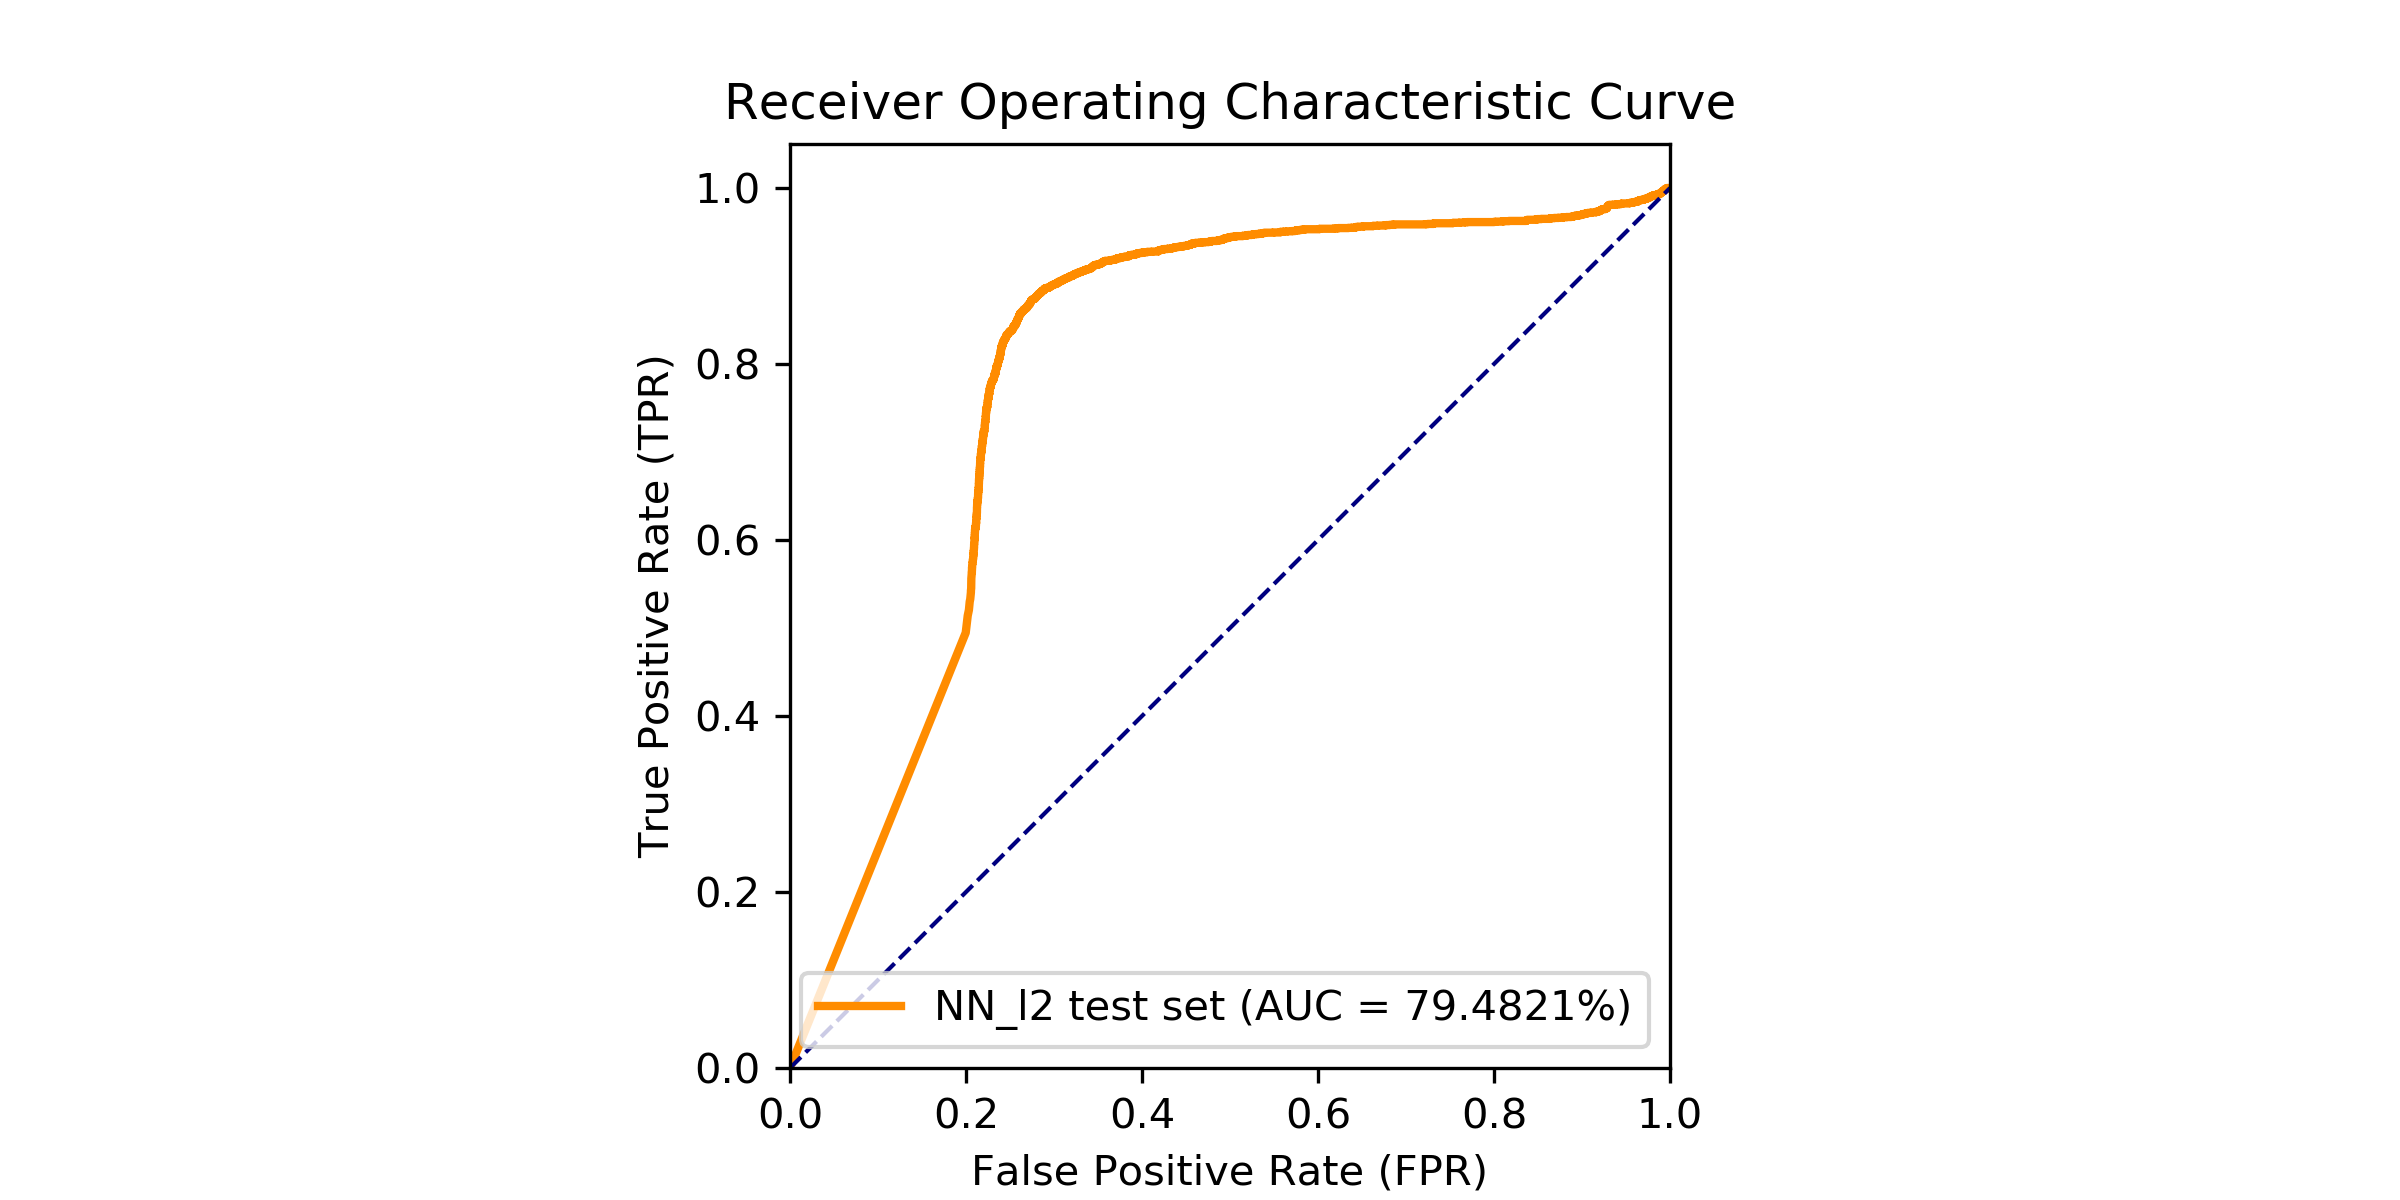 Receiver Operating Characteristic Curve
1.0
0.8
0.6
0.4
0.2
0.0
True Positive Rate (TPR)
NN_l2 test set (AUC = 79.4821%)
0.0 0.2 0.4 0.6 0.8 1.0
False Positive Rate (FPR)